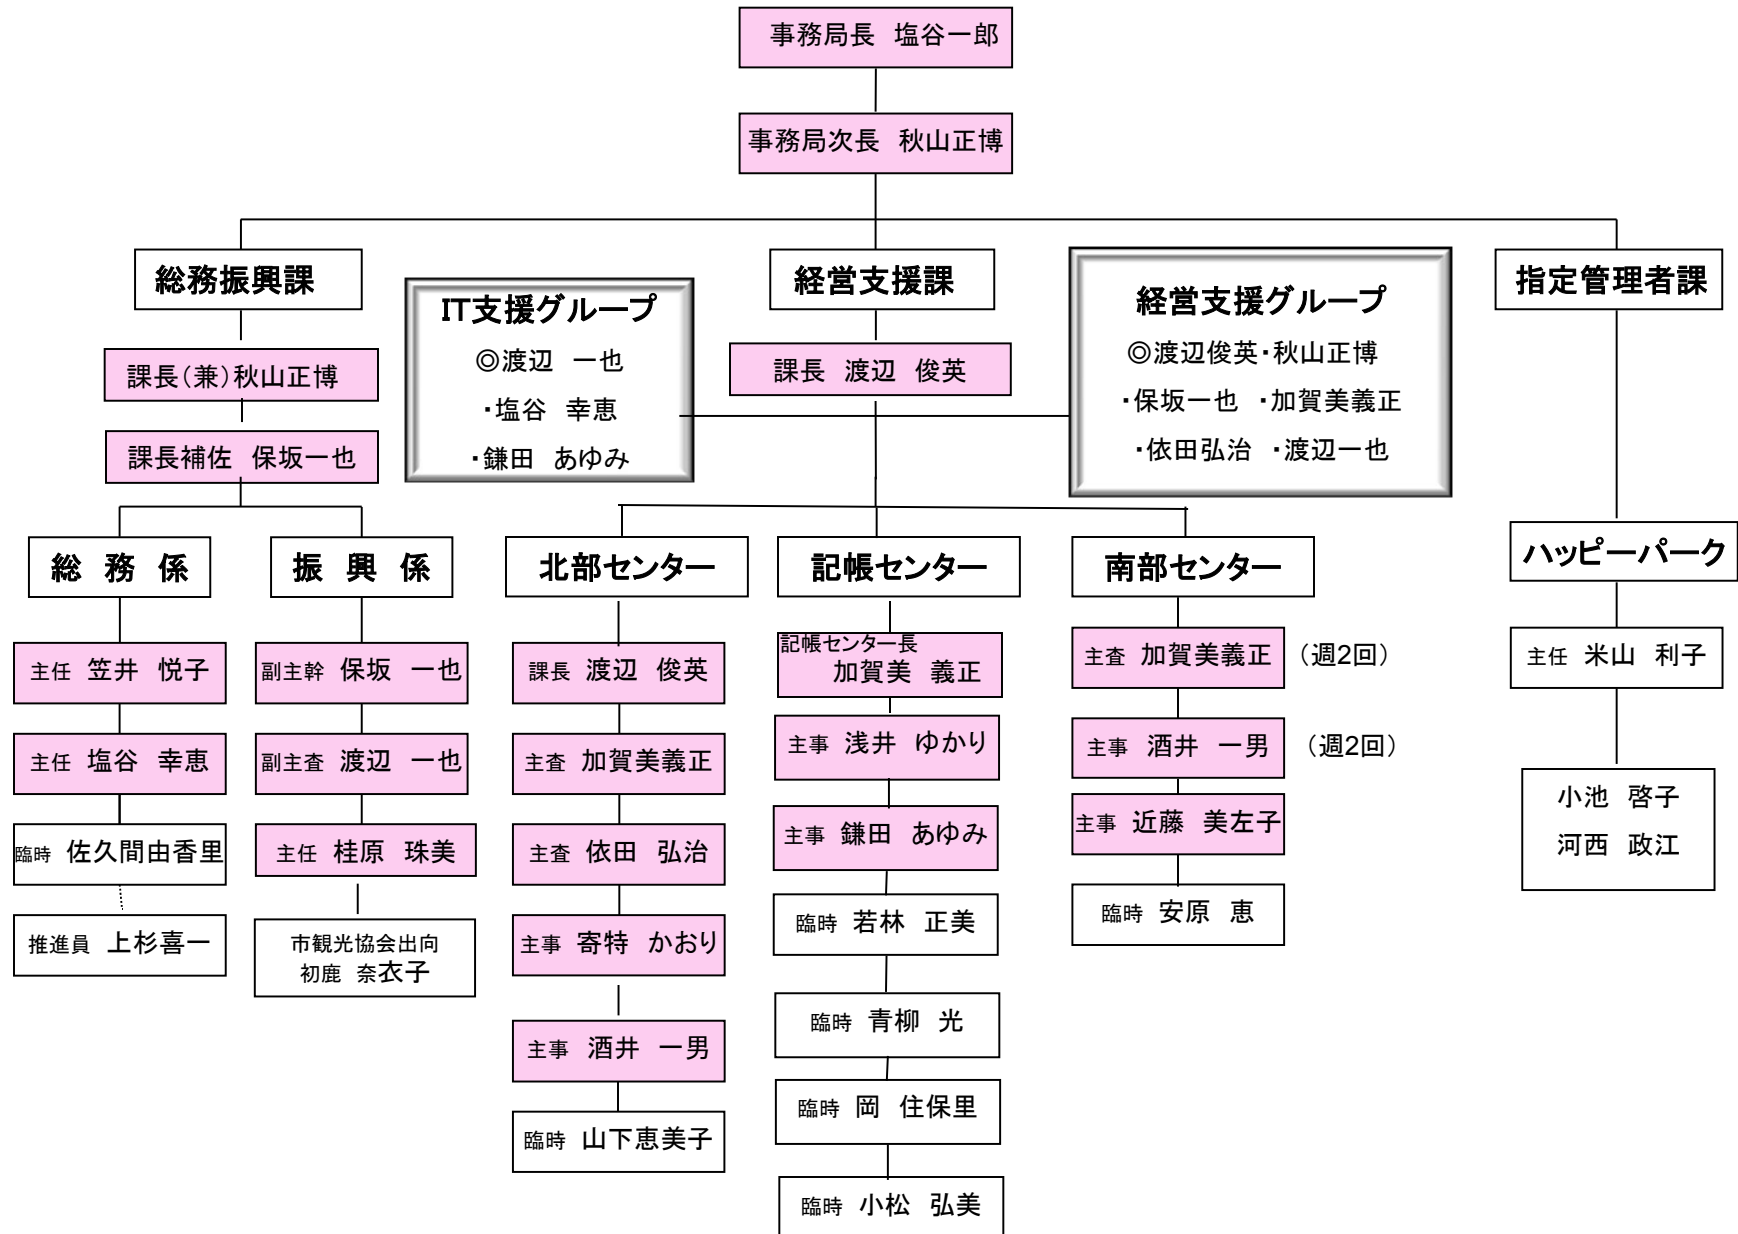 事務局長 塩谷一郎
事務局次長 秋山正博
総務振興課
経営支援課
指定管理者課
IT支援グループ
◎渡辺 一也
・塩谷 幸恵
・鎌田 あゆみ
経営支援グループ
◎渡辺俊英・秋山正博
・保坂一也 ・加賀美義正
・依田弘治 ・渡辺一也
課長(兼)秋山正博
課長補佐 保坂一也
課長 渡辺 俊英
総 務 係
主任 笠井 悦子
主任 塩谷 幸恵
臨時 佐久間由香里
推進員 上杉喜一
振 興 係
副主幹 保坂 一也
副主査 渡辺 一也
主任 桂原 珠美
市観光協会出向
初鹿 奈衣子
北部センター
課長 渡辺 俊英
主査 加賀美義正
主査 依田 弘治
主事 寄特 かおり
主事 酒井 一男
臨時 山下恵美子
記帳センター
記帳センター長
加賀美 義正
主事 浅井 ゆかり
主事 鎌田 あゆみ
臨時 若林 正美
臨時 青柳 光
臨時 岡 住保里
臨時 小松 弘美
南部センター
主査 加賀美義正 (週2回)
主事 酒井 一男 (週2回)
主事 近藤 美左子
臨時 安原 恵
ハッピーパーク
主任 米山 利子
小池 啓子
河西 政江